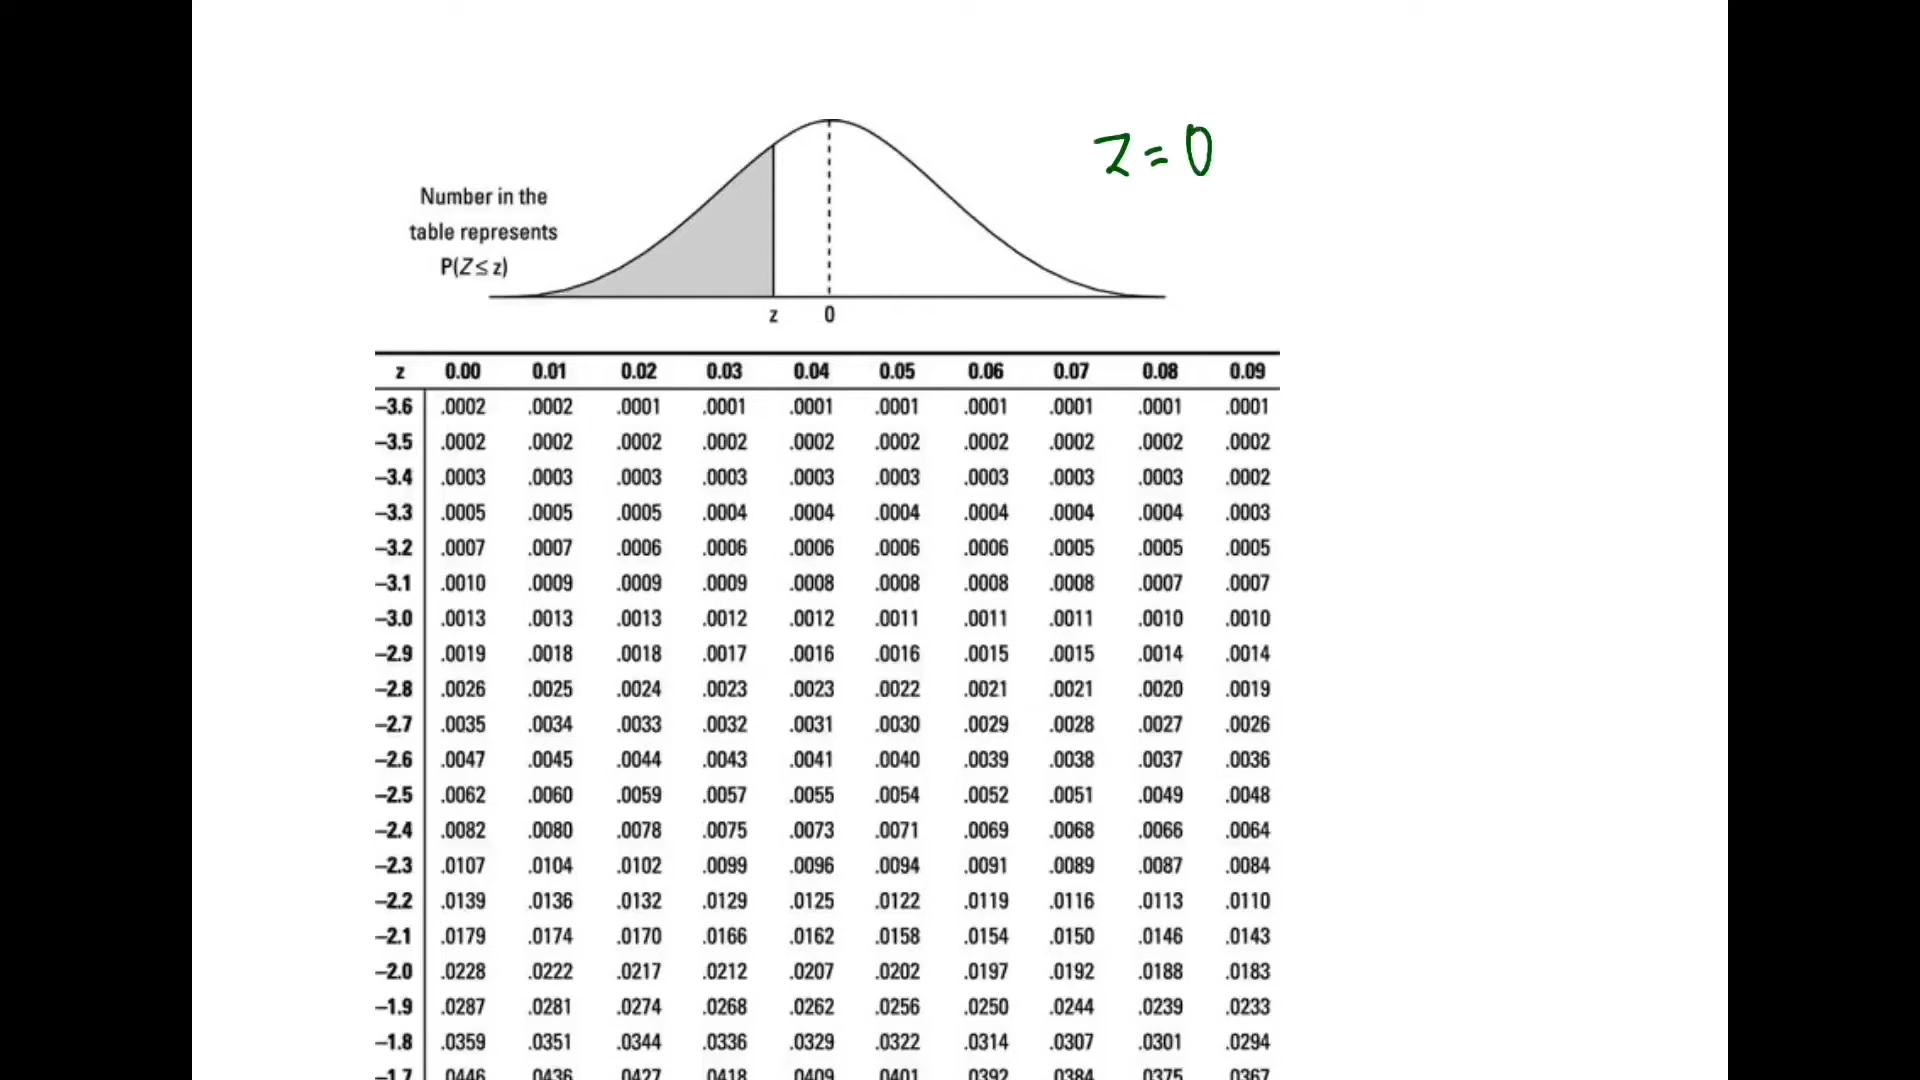 z=0
Number in the
table represents
P(Z≤z)
z 0
z 0.00 0.01 0.02 0.03 0.04 0.05 0.06 0.07 0.08 0.09
–3.6 .0002 .0002 .0001 .0001 .0001 .0001 .0001 .0001 .0001 .0001
–3.5 .0002 .0002 .0002 .0002 .0002 .0002 .0002 .0002 .0002 .0002
–3.4 .0003 .0003 .0003 .0003 .0003 .0003 .0003 .0003 .0003 .0002
–3.3 .0005 .0005 .0005 .0004 .0004 .0004 .0004 .0004 .0004 .0003
–3.2 .0007 .0007 .0006 .0006 .0006 .0006 .0006 .0005 .0005 .0005
–3.1 .0010 .0009 .0009 .0009 .0008 .0008 .0008 .0008 .0007 .0007
–3.0 .0013 .0013 .0013 .0012 .0012 .0011 .0011 .0011 .0010 .0010
–2.9 .0019 .0018 .0018 .0017 .0016 .0016 .0015 .0015 .0014 .0014
–2.8 .0026 .0025 .0024 .0023 .0023 .0022 .0021 .0021 .0020 .0019
–2.7 .0035 .0034 .0033 .0032 .0031 .0030 .0029 .0028 .0027 .0026
–2.6 .0047 .0045 .0044 .0043 .0041 .0040 .0039 .0038 .0037 .0036
–2.5 .0062 .0060 .0059 .0057 .0055 .0054 .0052 .0051 .0049 .0048
–2.4 .0082 .0080 .0078 .0075 .0073 .0071 .0069 .0068 .0066 .0064
–2.3 .0107 .0104 .0102 .0099 .0096 .0094 .0091 .0089 .0087 .0084
–2.2 .0139 .0136 .0132 .0129 .0125 .0122 .0119 .0116 .0113 .0110
–2.1 .0179 .0174 .0170 .0166 .0162 .0158 .0154 .0150 .0146 .0143
–2.0 .0228 .0222 .0217 .0212 .0207 .0202 .0197 .0192 .0188 .0183
–1.9 .0287 .0281 .0274 .0268 .0262 .0256 .0250 .0244 .0239 .0233
–1.8 .0359 .0351 .0344 .0336 .0329 .0322 .0314 .0307 .0301 .0294
–1.7 .0446 .0436 .0427 .0418 .0409 .0401 .0392 .0384 .0375 .0367